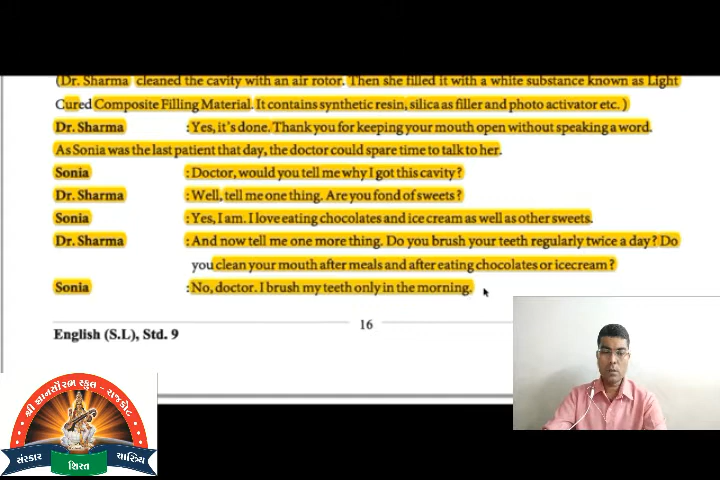 (Dr. Sharma cleaned the cavity with an air rotor. Then she filled it with a white substance known as Light
Cured Composite Filling Material. It contains synthetic resin, silica as filler and photo activator etc. )
Dr. Sharma : Yes, it's done. Thank you for keeping your mouth open without speaking a word.
As Sonia was the last patient that day, the doctor could spare time to talk to her.
Sonia : Doctor, would you tell me why I got this cavity ?
Dr. Sharma : Well, tell me one thing. Are you fond of sweets ?
Sonia : Yes, I am. I love eating chocolates and ice cream as well as other sweets.
Dr. Sharma : And now tell me one more thing. Do you brush your teeth regularly twice a day ? Do
you clean your mouth after meals and after eating chocolates or icecream ?
Sonia : No, doctor. I brush my teeth only in the morning.
16
English (S.L), Std. 9
શ્રી જ્ઞાનસૌરભ સ્કુલ - રાજકોટ
સંસ્કાર
શિસ્ત
ચારિત્ર્ય